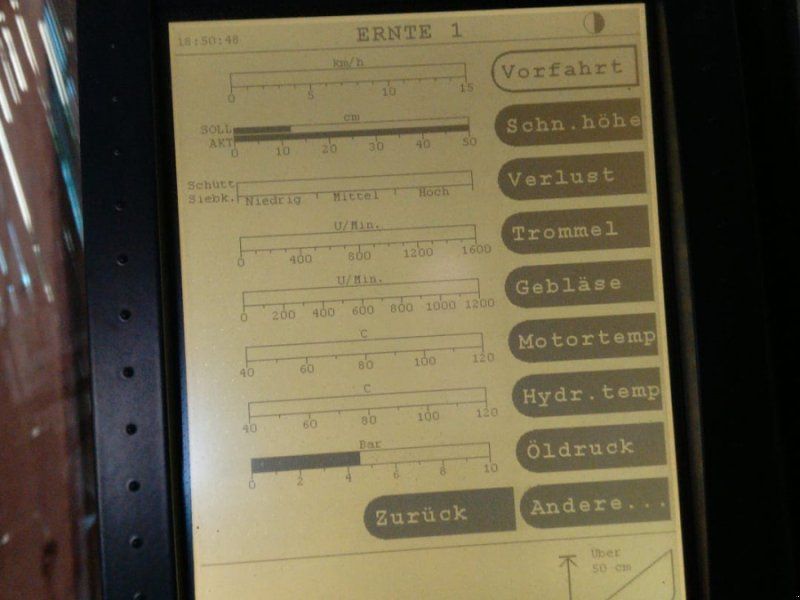 18:50:48 ERNTE 1
km/h
0 5 10 15
Vorfahrt
cm
SOLL
AKT
0 10 20 30 40 50
Schn.höhe
Schütt
Siebk.
Niedrig Mittel Hoch
Verlust
U/Min.
0 400 800 1200 1600
Trommel
U/Min.
0 200 400 600 800 1000 1200
Gebläse
C
40 60 80 100 120
Motortemp
C
40 60 80 100 120
Hydr.temp
Bar
0 2 4 6 8 10
Öldruck
Zurück Andere...
Über
50 cm